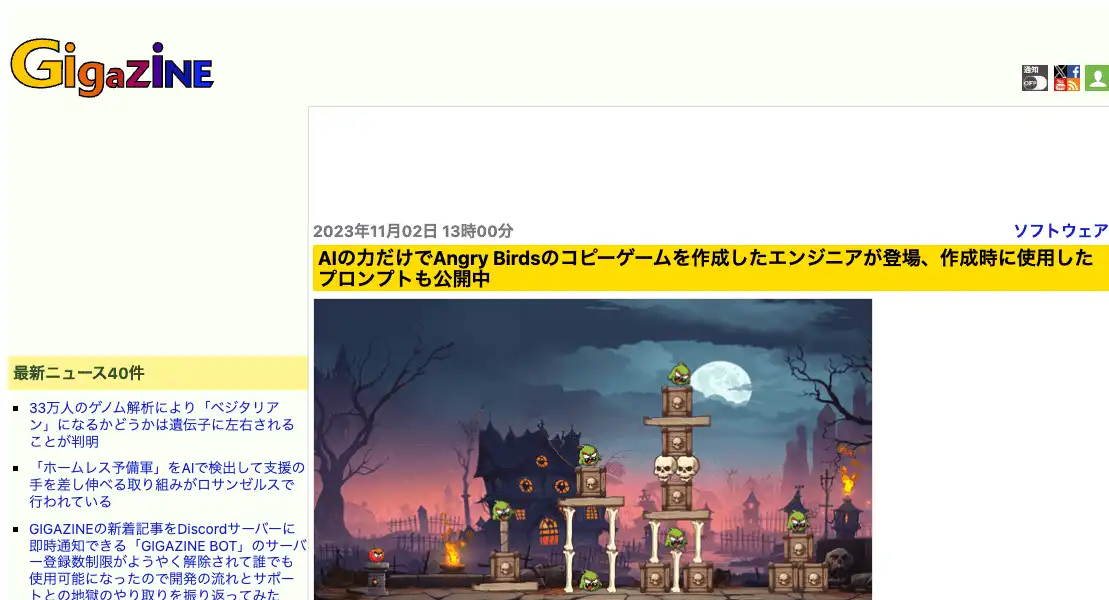 GigaZiNE
通知
OFF
2023年11月02日 13時00分
ソフトウェア
AIの力だけでAngry Birdsのコピーゲームを作成したエンジニアが登場、作成時に使用した
プロンプトも公開中
最新ニュース40件
33万人のゲノム解析により「ベジタリア
ン」になるかどうかは遺伝子に左右される
ことが判明
「ホームレス予備軍」をAIで検出して支援の
手を差し伸べる取り組みがロサンゼルスで
行われている
GIGAZINEの新着記事をDiscordサーバーに
即時通知できる「GIGAZINE BOT」のサーバ
ー登録数制限がようやく解除されて誰でも
使用可能になったので開発の流れとサポー
トとの地獄のやり取りを振り返ってみた